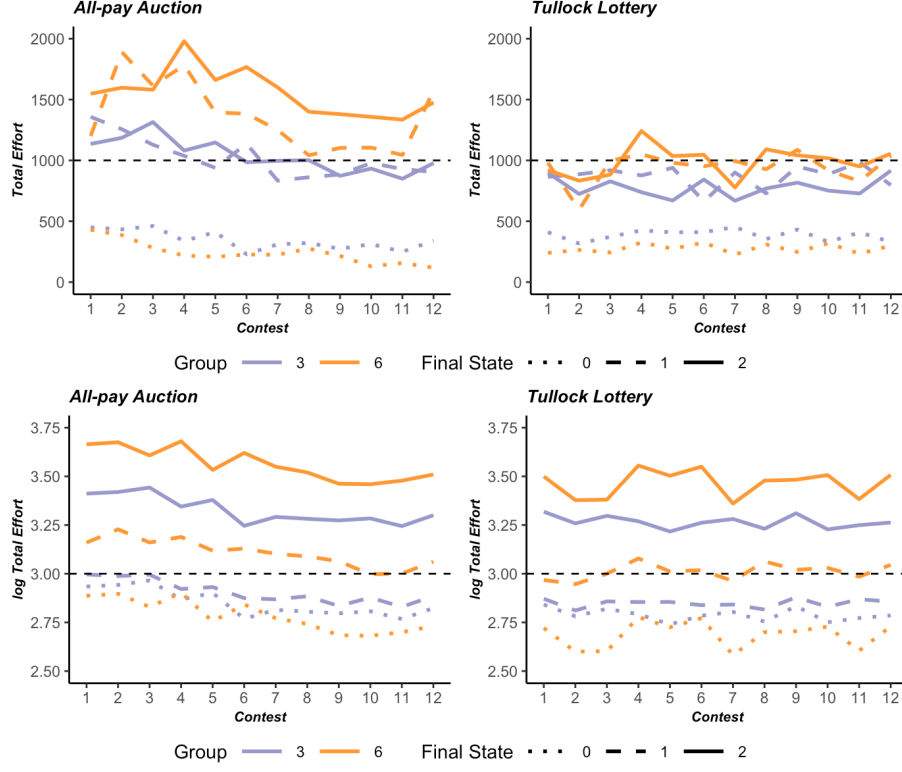 All-pay Auction
Total Effort
2000
1500
1000
500
0
1 2 3 4 5 6 7 8 9 10 11 12
Contest
Tullock Lottery
Total Effort
2000
1500
1000
500
0
1 2 3 4 5 6 7 8 9 10 11 12
Contest
Group 3 6 Final State 0 1 2
All-pay Auction
log Total Effort
3.75
3.50
3.25
3.00
2.75
2.50
1 2 3 4 5 6 7 8 9 10 11 12
Contest
Tullock Lottery
log Total Effort
3.75
3.50
3.25
3.00
2.75
2.50
1 2 3 4 5 6 7 8 9 10 11 12
Contest
Group 3 6 Final State 0 1 2